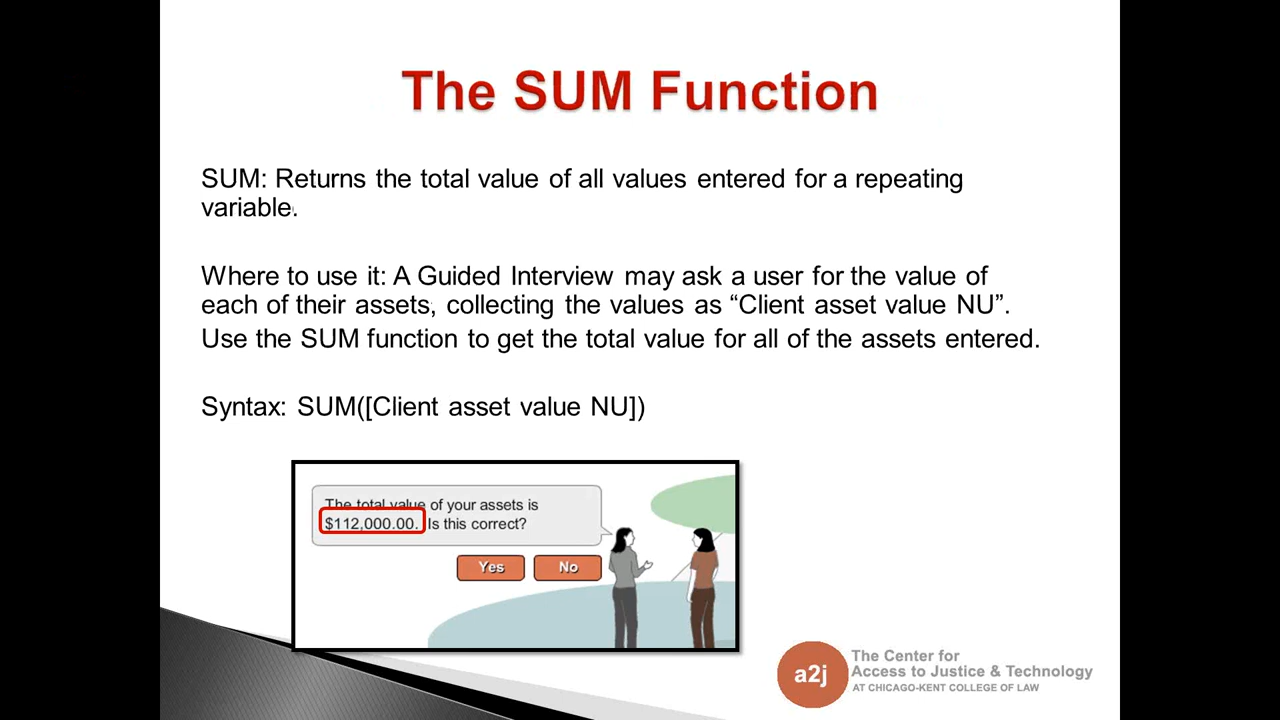 The SUM Function
SUM: Returns the total value of all values entered for a repeating
variable.
Where to use it: A Guided Interview may ask a user for the value of
each of their assets, collecting the values as “Client asset value NU”.
Use the SUM function to get the total value for all of the assets entered.
Syntax: SUM([Client asset value NU])
The total value of your assets is
$112,000.00. Is this correct?
Yes No
a2j
The Center for
Access to Justice & Technology
AT CHICAGO-KENT COLLEGE OF LAW